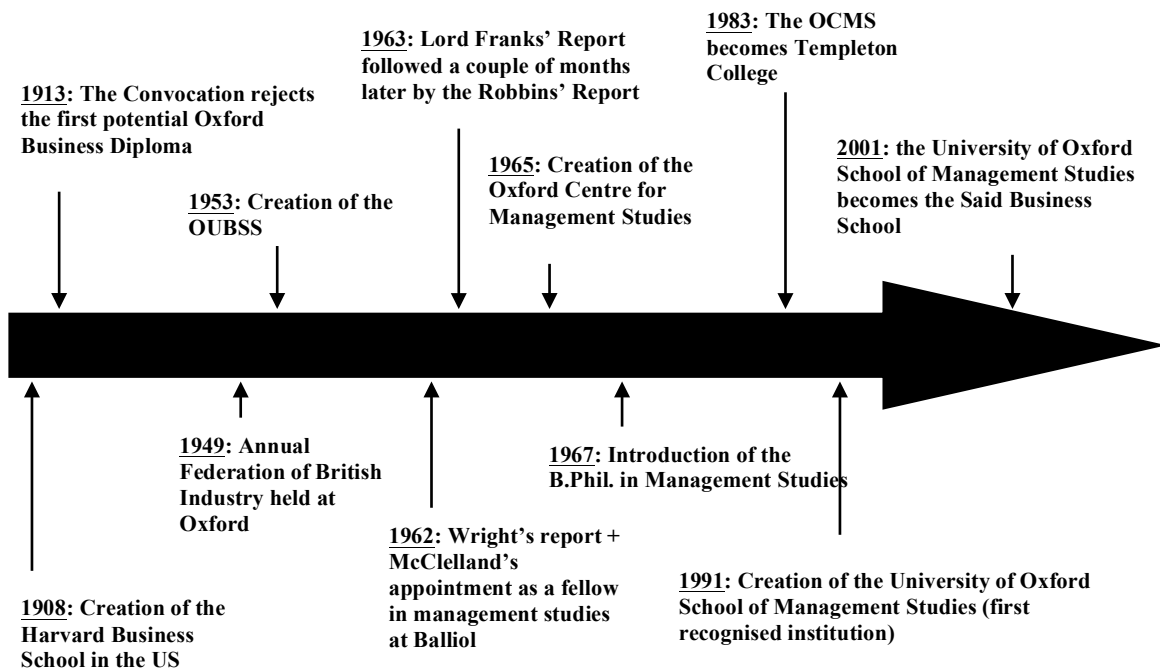 1963: Lord Franks' Report
followed a couple of months
later by the Robbins' Report
1983: The OCMS
becomes Templeton
College
1913: The Convocation rejects
the first potential Oxford
Business Diploma
2001: the University of Oxford
School of Management Studies
becomes the Said Business
School
1965: Creation of the
Oxford Centre for
Management Studies
1953: Creation of the
OUBSS
1949: Annual
Federation of British
Industry held at
Oxford
1967: Introduction of the
B.Phil. in Management Studies
1962: Wright's report +
McClelland's
appointment as a fellow
in management studies
at Balliol
1991: Creation of the University of Oxford
School of Management Studies (first
recognised institution)
1908: Creation of the
Harvard Business
School in the US